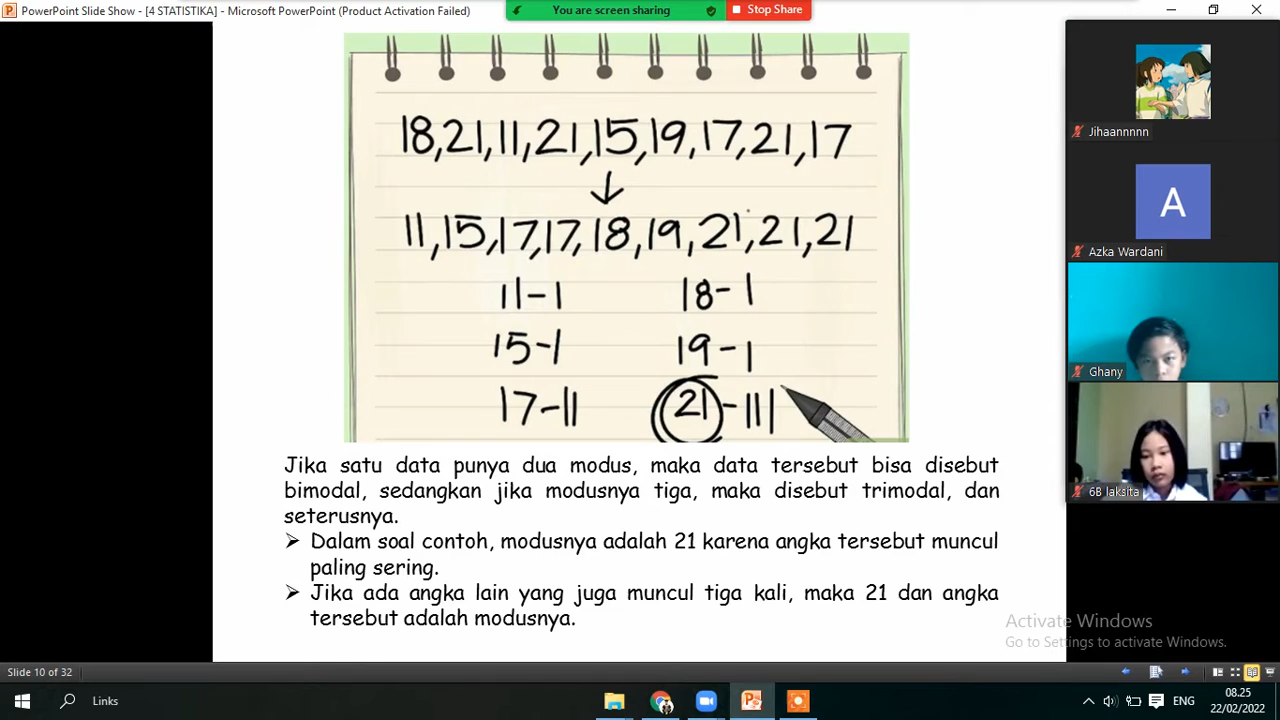 PowerPoint Slide Show - [4 STATISTIKA] - Microsoft PowerPoint (Product Activation Failed)
You are screen sharing
Stop Share
18,21,11,21,15,19,17,21,17
11,15,17,17,18,19,21,21,21
11-1
18-1
15-1
19-1
17-11
21-111
Jika satu data punya dua modus, maka data tersebut bisa disebut
bimodal, sedangkan jika modusnya tiga, maka disebut trimodal, dan
seterusnya.
Dalam soal contoh, modusnya adalah 21 karena angka tersebut muncul
paling sering.
Jika ada angka lain yang juga muncul tiga kali, maka 21 dan angka
tersebut adalah modusnya.
Jihaannnnn
A
Azka Wardani
Ghany
6B laksita
Activate Windows
Go to Settings to activate Windows.
Slide 10 of 32
Links
ENG
08.25
22/02/2022